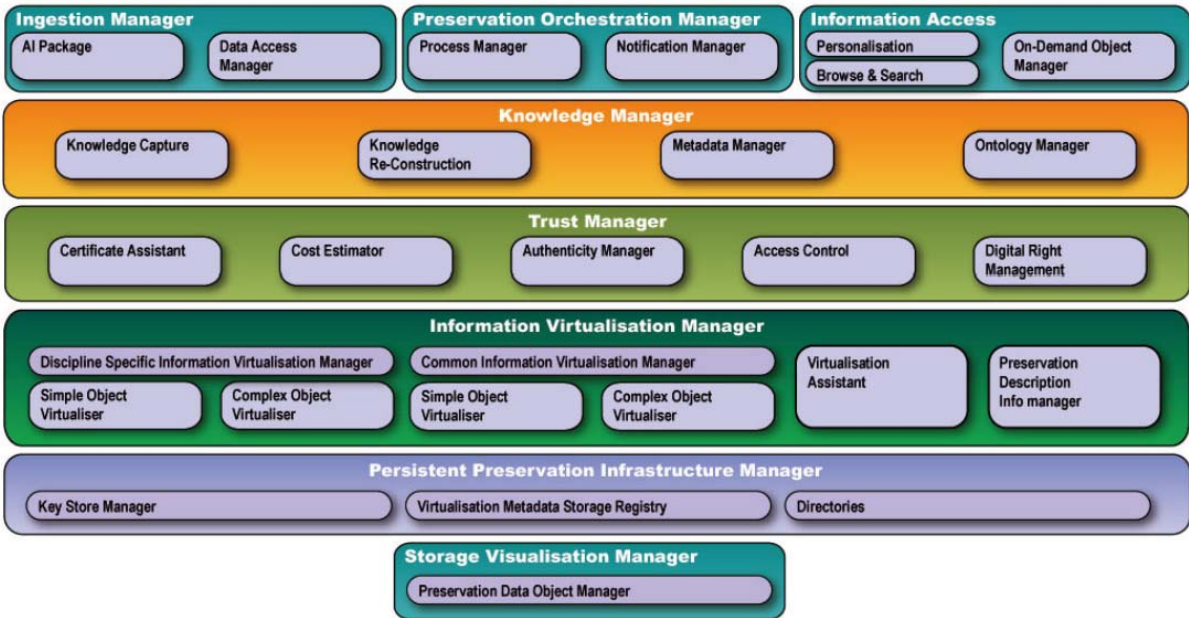 Ingestion Manager
AI Package
Data Access
Manager
Preservation Orchestration Manager
Process Manager
Notification Manager
Information Access
Personalisation
Browse & Search
On-Demand Object
Manager
Knowledge Manager
Knowledge Capture
Knowledge
Re-Construction
Metadata Manager
Ontology Manager
Trust Manager
Certificate Assistant
Cost Estimator
Authenticity Manager
Access Control
Digital Right
Management
Information Virtualisation Manager
Discipline Specific Information Virtualisation Manager
Simple Object
Virtualiser
Complex Object
Virtualiser
Common Information Virtualisation Manager
Simple Object
Virtualiser
Complex Object
Virtualiser
Virtualisation
Assistant
Preservation
Description
Info manager
Persistent Preservation Infrastructure Manager
Key Store Manager
Virtualisation Metadata Storage Registry
Directories
Storage Visualisation Manager
Preservation Data Object Manager